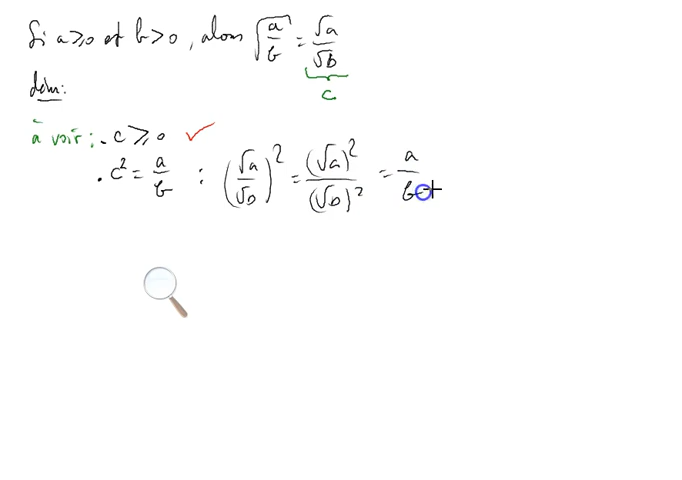 Si a ⩾ 0 et b > 0, alors √(a/b) = √a/√b
c
dém:
à voir : . c ⩾ 0 ✓
. c² = a/b : (√a/√b)² = (√a)²/(√b)² = a/b